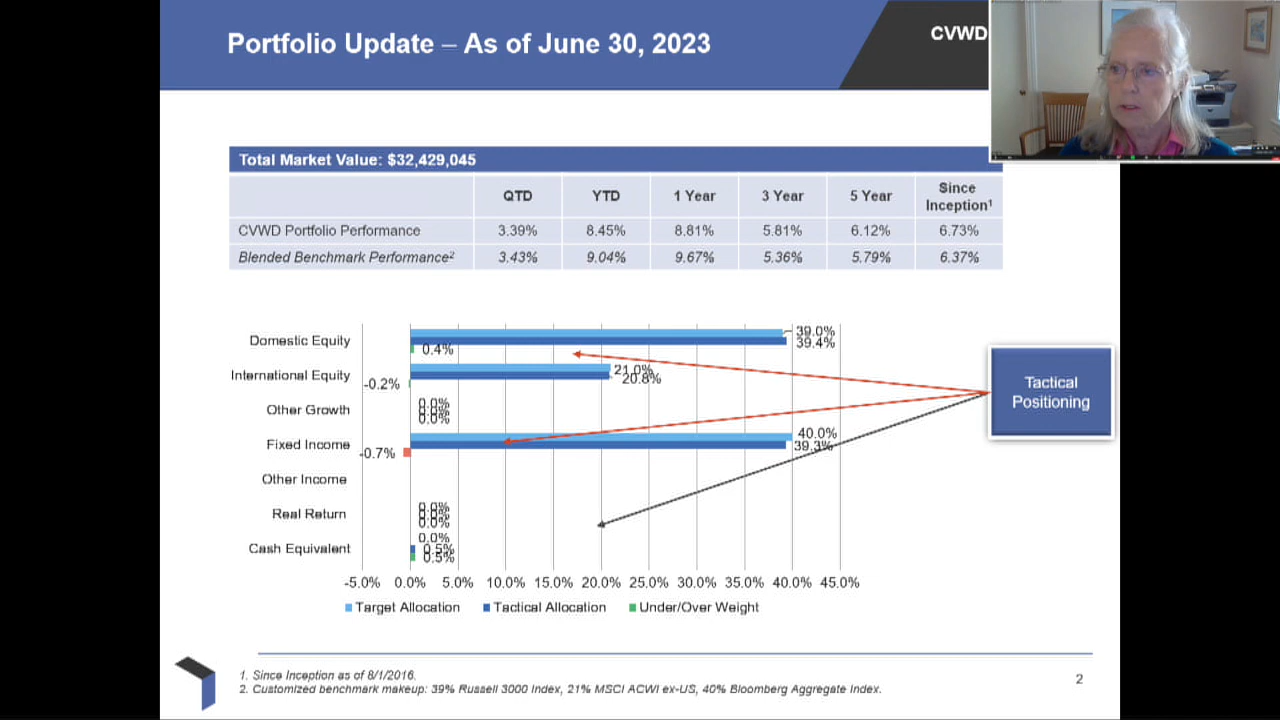 Portfolio Update – As of June 30, 2023
CVWD
Total Market Value: $32,429,045
QTD YTD 1 Year 3 Year 5 Year Since Inception¹
CVWD Portfolio Performance 3.39% 8.45% 8.81% 5.81% 6.12% 6.73%
Blended Benchmark Performance² 3.43% 9.04% 9.67% 5.36% 5.79% 6.37%
Domestic Equity 39.0%
39.4%
0.4%
International Equity 21.0%
20.8%
-0.2%
Other Growth 0.0%
0.0%
0.0%
Fixed Income 40.0%
39.3%
-0.7%
Other Income
Real Return 0.0%
0.0%
0.0%
Cash Equivalent 0.0%
0.5%
0.5%
Tactical
Positioning
-5.0% 0.0% 5.0% 10.0% 15.0% 20.0% 25.0% 30.0% 35.0% 40.0% 45.0%
Target Allocation Tactical Allocation Under/Over Weight
1. Since Inception as of 8/1/2016.
2. Customized benchmark makeup: 39% Russell 3000 Index, 21% MSCI ACWI ex-US, 40% Bloomberg Aggregate Index.
2